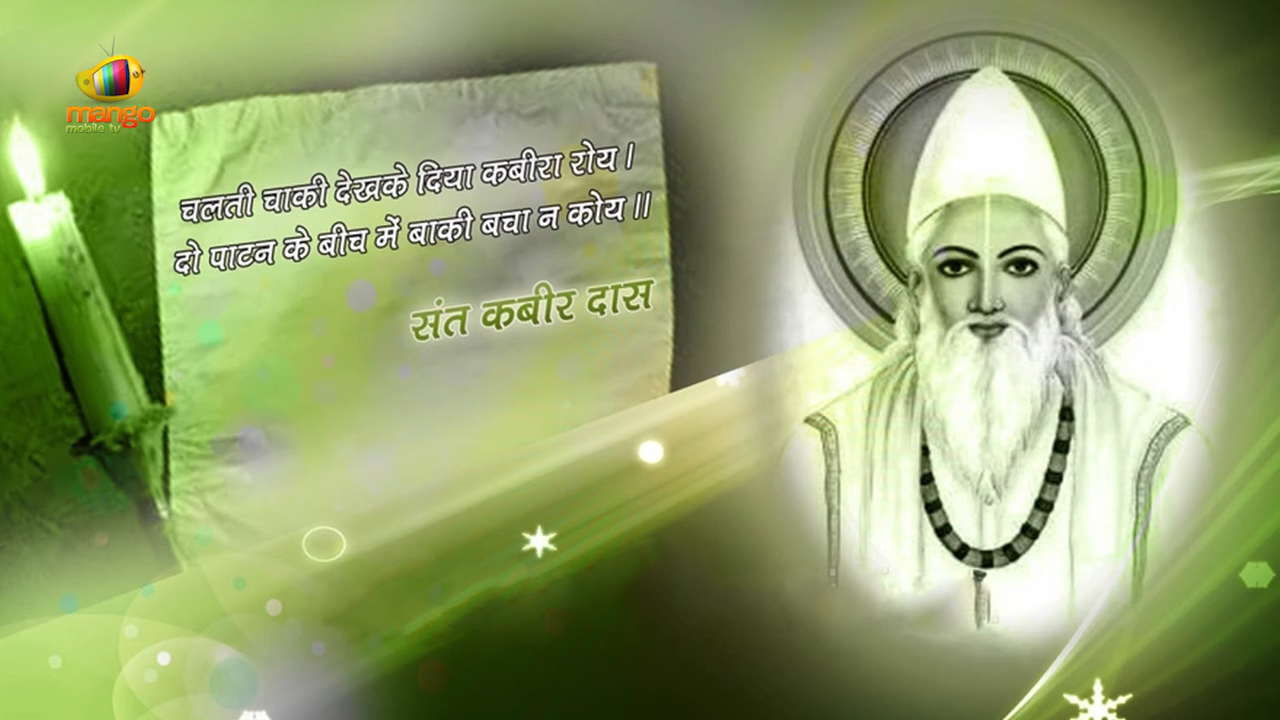 mango
mobile tv
चलती चाकी देखके दिया कबीरा रोय ।
दो पाटन के बीच में बाकी बचा न कोय ॥
संत कबीर दास